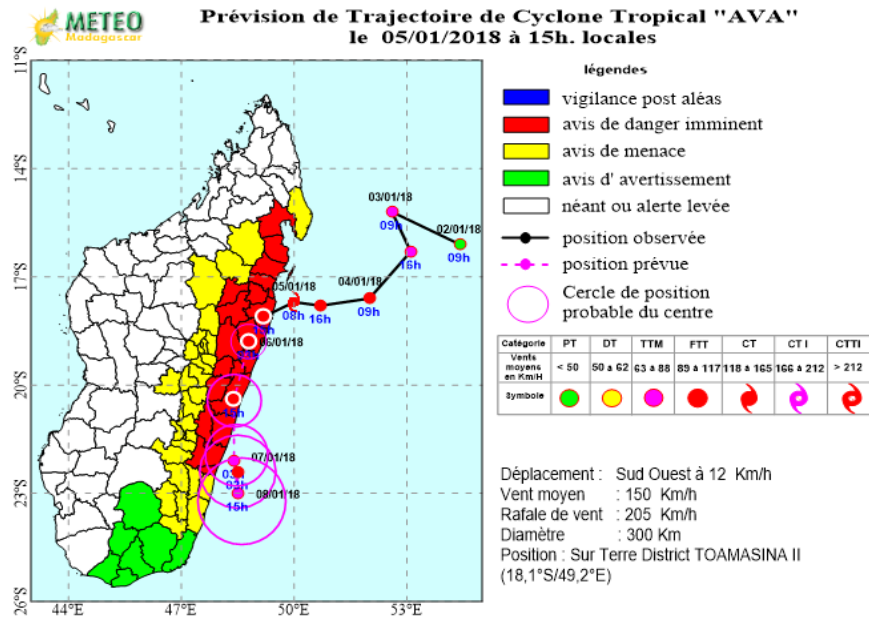 METEO
Madagascar
Prévision de Trajectoire de Cyclone Tropical "AVA"
le 05/01/2018 à 15h. locales
11°S
14°S
17°S
20°S
23°S
26°S
44°E
47°E
50°E
53°E
03/01/18
09h
02/01/18
09h
16h
04/01/18
09h
05/01/18
08h
16h
15h
06/01/18
15h
07/01/18
03h
08/01/18
15h
légendes
vigilance post aléas
avis de danger imminent
avis de menace
avis d' avertissement
néant ou alerte levée
position observée
position prévue
Cercle de position
probable du centre
Catégorie PT DT TTM FTT CT CT I CTTI
Vents
moyens
en Km/H
< 50 50 à 62 63 à 88 89 à 117 118 à 165 166 à 212 > 212
Symbole
Déplacement : Sud Ouest à 12 Km/h
Vent moyen : 150 Km/h
Rafale de vent : 205 Km/h
Diamètre : 300 Km
Position : Sur Terre District TOAMASINA II
(18,1°S/49,2°E)